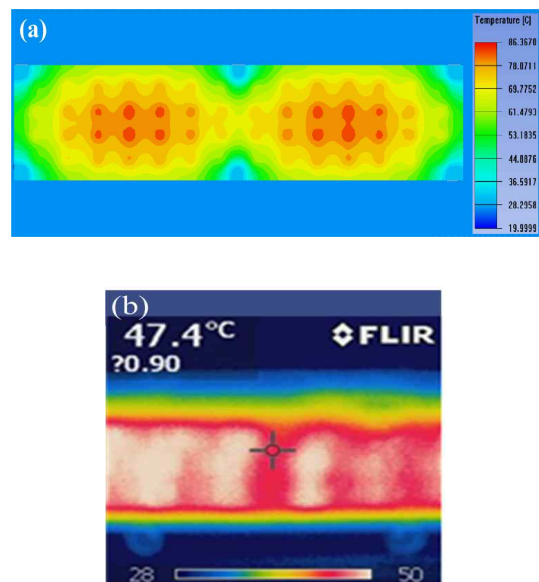 (a)
Temperature [C]
86.3670
78.0711
69.7752
61.4793
53.1835
44.8876
36.5917
28.2958
19.9999
(b)
47.4°C
FLIR
?0.90
28
50